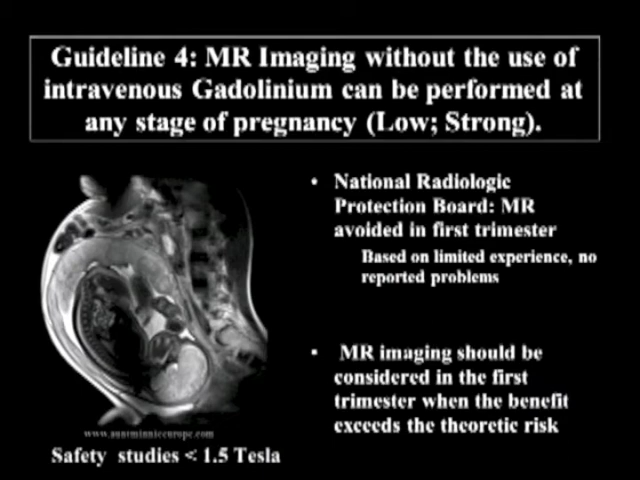 Guideline 4: MR Imaging without the use of
intravenous Gadolinium can be performed at
any stage of pregnancy (Low; Strong).
• National Radiologic
Protection Board: MR
avoided in first trimester
Based on limited experience, no
reported problems
• MR imaging should be
considered in the first
trimester when the benefit
exceeds the theoretic risk
www.auntminnieeurope.com
Safety studies < 1.5 Tesla